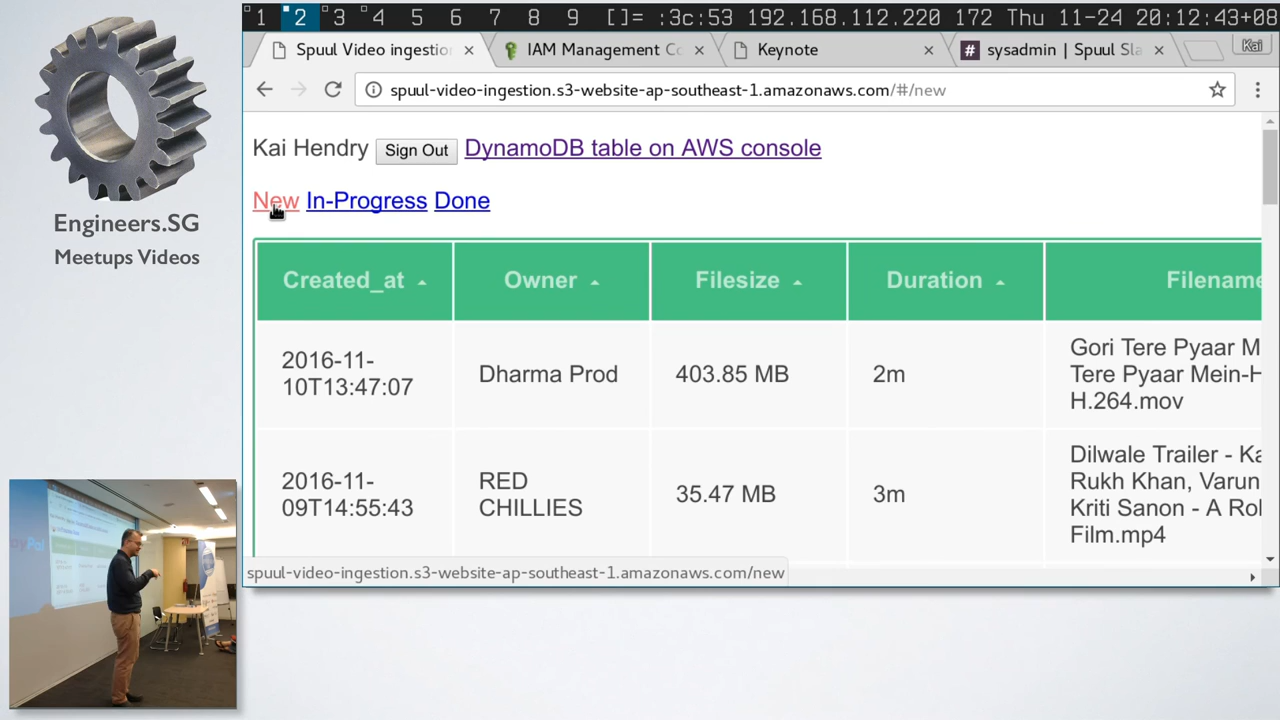 1 2 3 4 5 6 7 8 9 []= :3c:53 192.168.112.220 172 Thu 11-24 20:12:43+08
Spuul Video ingestio
IAM Management Co
Keynote
# sysadmin | Spuul Sla
Kai
spuul-video-ingestion.s3-website-ap-southeast-1.amazonaws.com/#/new
Kai Hendry Sign Out DynamoDB table on AWS console
New In-Progress Done
Created_at Owner Filesize Duration Filename
2016-11-
10T13:47:07
Dharma Prod
403.85 MB
2m
Gori Tere Pyaar M
Tere Pyaar Mein-H
H.264.mov
2016-11-
09T14:55:43
RED
CHILLIES
35.47 MB
3m
Dilwale Trailer - Ka
Rukh Khan, Varun
Kriti Sanon - A Rol
Film.mp4
spuul-video-ingestion.s3-website-ap-southeast-1.amazonaws.com/new
Engineers.SG
Meetups Videos